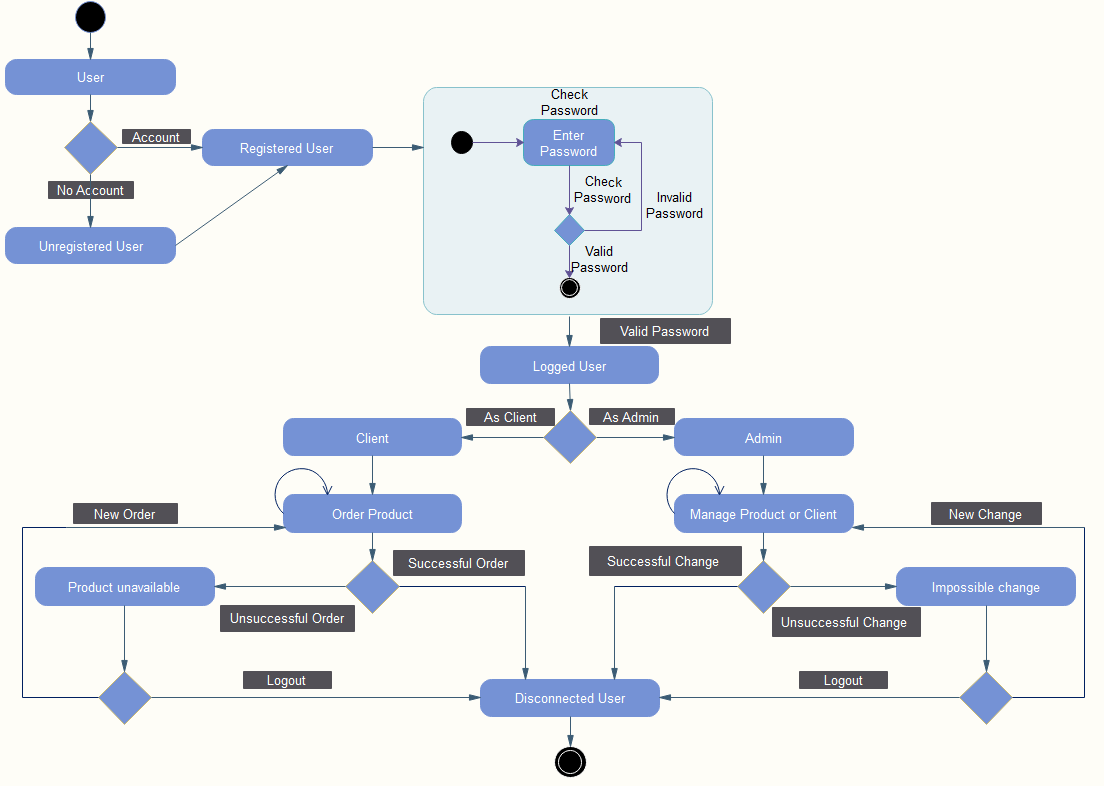 User
Account
Registered User
No Account
Unregistered User
Check
Password
Enter
Password
Check
Password
Invalid
Password
Valid
Password
Valid Password
Logged User
As Client
As Admin
Client
Admin
Order Product
Manage Product or Client
New Order
New Change
Successful Order
Successful Change
Product unavailable
Impossible change
Unsuccessful Order
Unsuccessful Change
Logout
Logout
Disconnected User